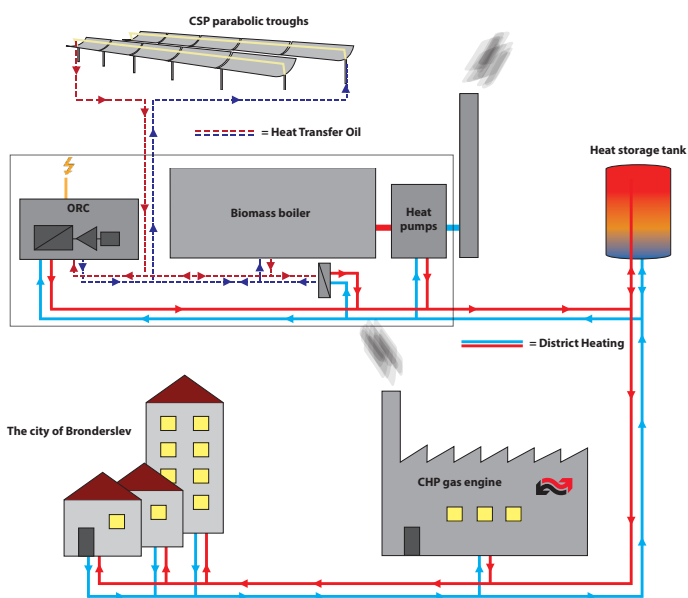 CSP parabolic troughs
= Heat Transfer Oil
Heat storage tank
ORC
Biomass boiler
Heat
pumps
= District Heating
The city of Bronderslev
CHP gas engine